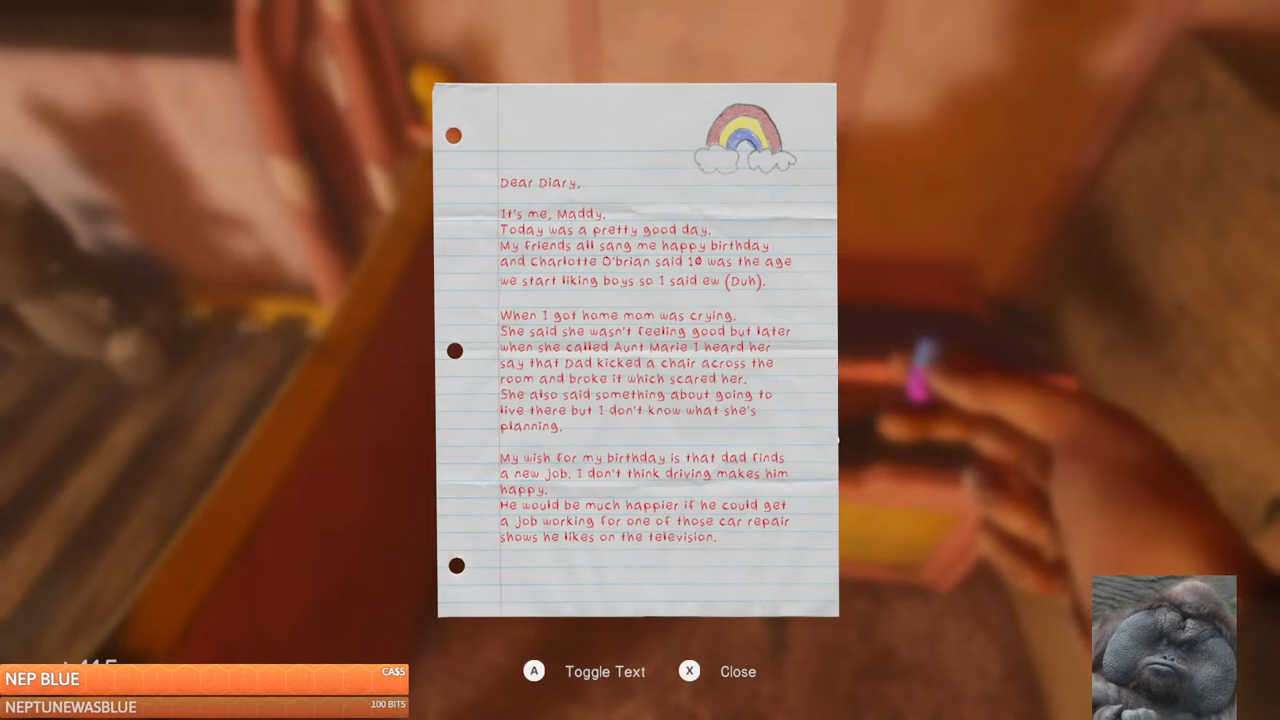 Dear Diary,
It's me, Maddy.
Today was a pretty good day.
My friends all sang me happy birthday
and Charlotte O'brian said 10 was the age
we start liking boys so I said ew (Duh).
When I got home mom was crying.
She said she wasn't feeling good but later
when she called Aunt Marie I heard her
say that Dad kicked a chair across the
room and broke it which scared her.
She also said something about going to
live there but I don't know what she's
planning.
My wish for my birthday is that dad finds
a new job. I don't think driving makes him
happy.
He would be much happier if he could get
a job working for one of those car repair
shows he likes on the television.
A Toggle Text X Close
NEP BLUE CA$5
NEPTUNEWASBLUE 100 BITS